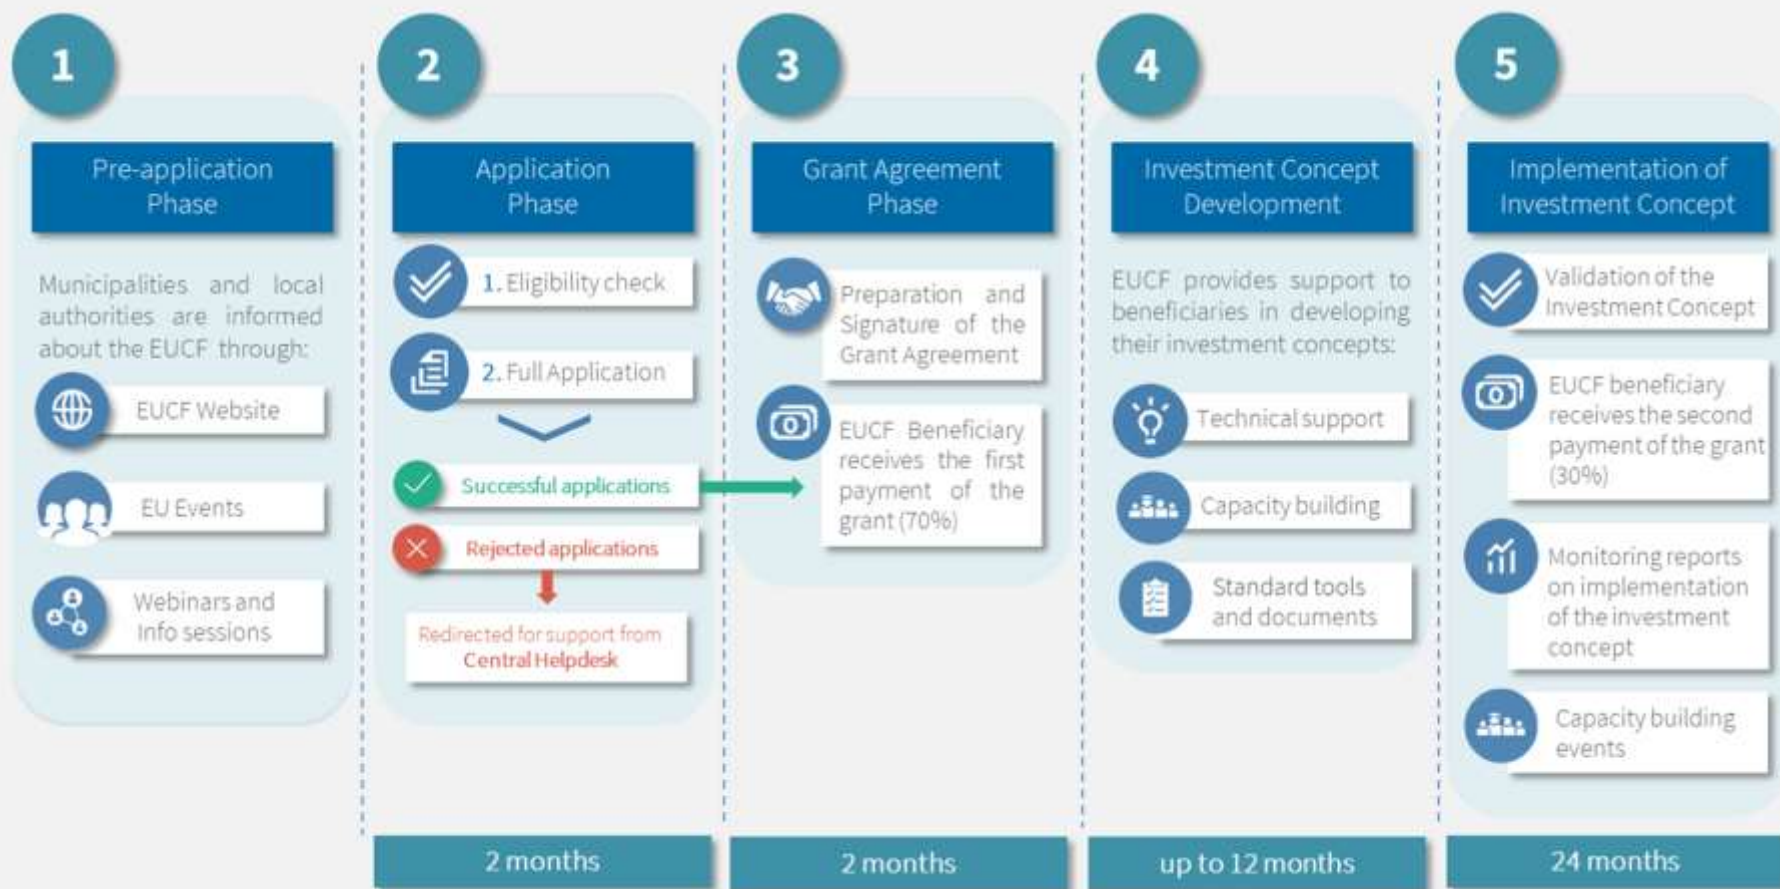 1
Pre-application
Phase
Municipalities and local
authorities are informed
about the EUCF through:
EUCF Website
EU Events
Webinars and
Info sessions
2
Application
Phase
1. Eligibility check
2. Full Application
Successful applications
Rejected applications
Redirected for support from
Central Helpdesk
2 months
3
Grant Agreement
Phase
Preparation and
Signature of the
Grant Agreement
EUCF Beneficiary
receives the first
payment of the
grant (70%)
2 months
4
Investment Concept
Development
EUCF provides support to
beneficiaries in developing
their investment concepts:
Technical support
Capacity building
Standard tools
and documents
up to 12 months
5
Implementation of
Investment Concept
Validation of the
Investment Concept
EUCF beneficiary
receives the second
payment of the grant
(30%)
Monitoring reports
on implementation
of the investment
concept
Capacity building
events
24 months